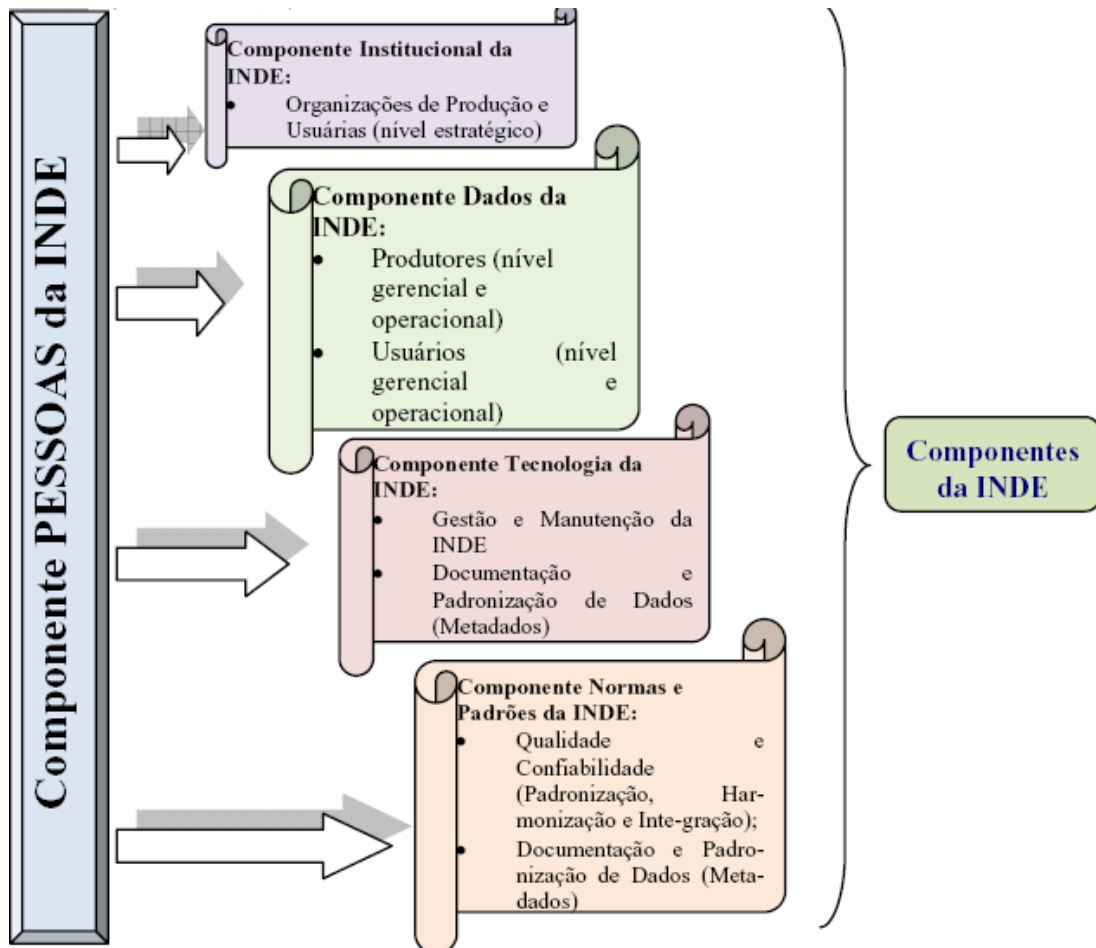 Componente PESSOAS da INDE
Componente Institucional da
INDE:
• Organizações de Produção e
Usuárias (nível estratégico)
Componente Dados da
INDE:
• Produtores (nível
gerencial e
operacional)
• Usuários (nível
gerencial e
operacional)
Componente Tecnologia da
INDE:
• Gestão e Manutenção da
INDE
• Documentação e
Padronização de Dados
(Metadados)
Componente Normas e
Padrões da INDE:
• Qualidade e
Confiabilidade
(Padronização, Har-
monização e Inte-gração);
• Documentação e Padro-
nização de Dados (Meta-
dados)
Componentes
da INDE